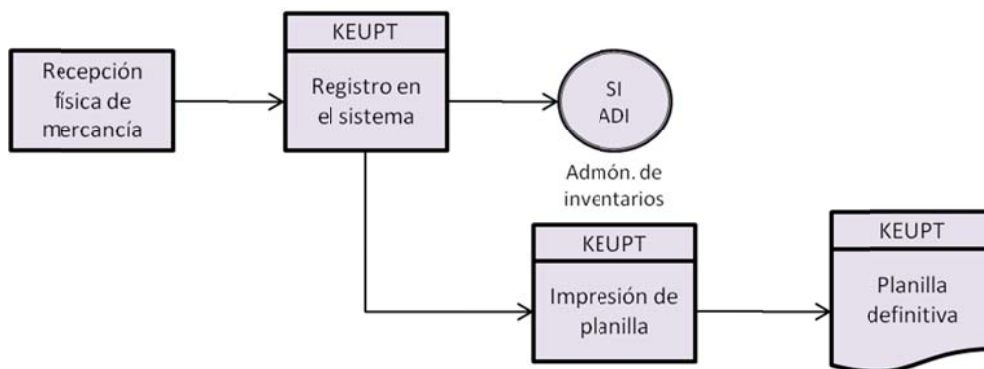 Recepción
física de
mercancía
KEUPT
Registro en
el sistema
SI
ADI
Admón. de
inventarios
KEUPT
Impresión de
planilla
KEUPT
Planilla
definitiva